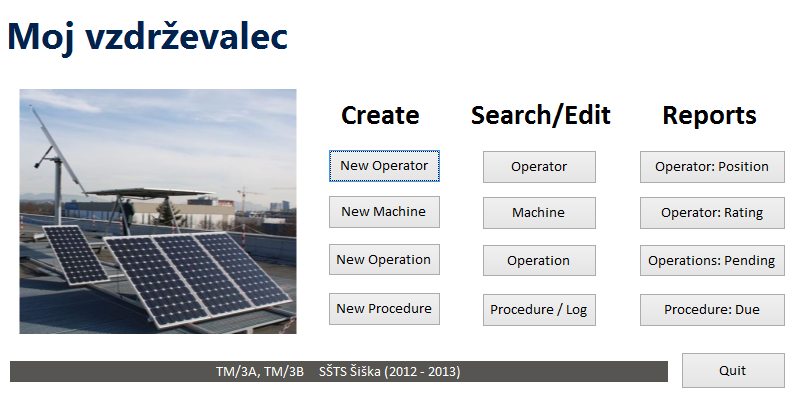 Moj vzdrževalec
Create Search/Edit Reports
New Operator Operator Operator: Position
New Machine Machine Operator: Rating
New Operation Operation Operations: Pending
New Procedure Procedure / Log Procedure: Due
TM/3A, TM/3B SŠTS Šiška (2012 - 2013) Quit